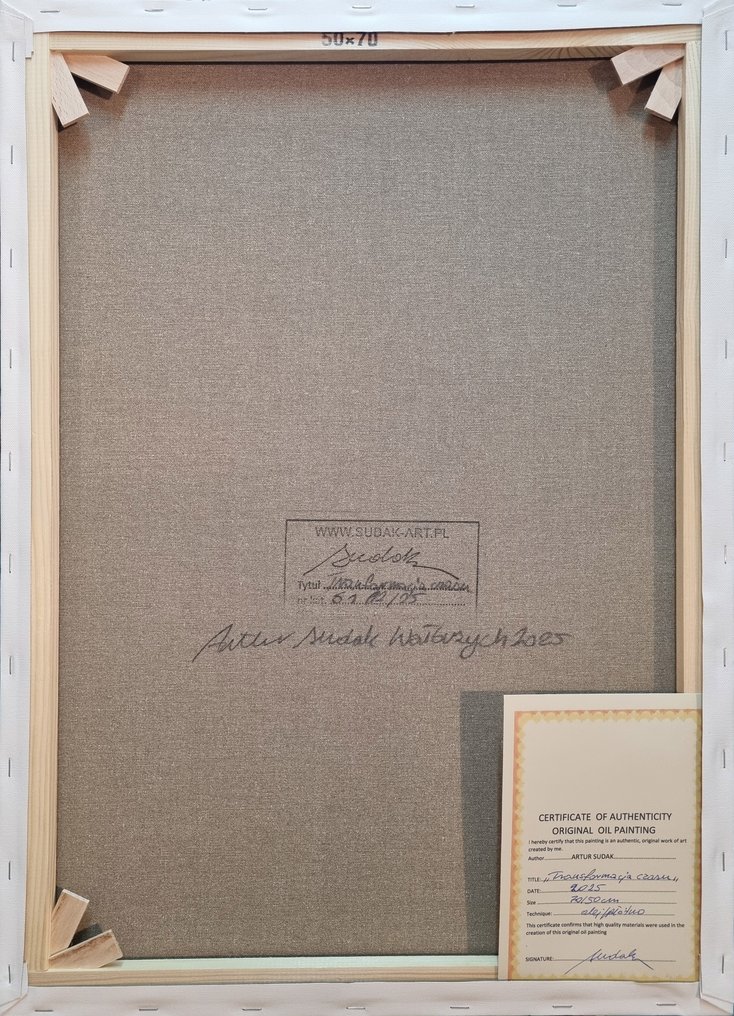 50×70
WWW.SUDAK-ART.PL
Sudak
Tytuł Transformacja czasu
nr kat.
Artur Sudak Wałbrzych 2025
CERTIFICATE OF AUTHENTICITY
ORIGINAL OIL PAINTING
I hereby certify that this painting is an authentic, original work of art
created by me.
Author ARTUR SUDAK
TITLE: „Transformacja czasu„
DATE: 2025
Size 70/50cm
Technique: olej/płótno
This certificate confirms that high quality materials were used in the
creation of this original oil painting
SIGNATURE: Sudak